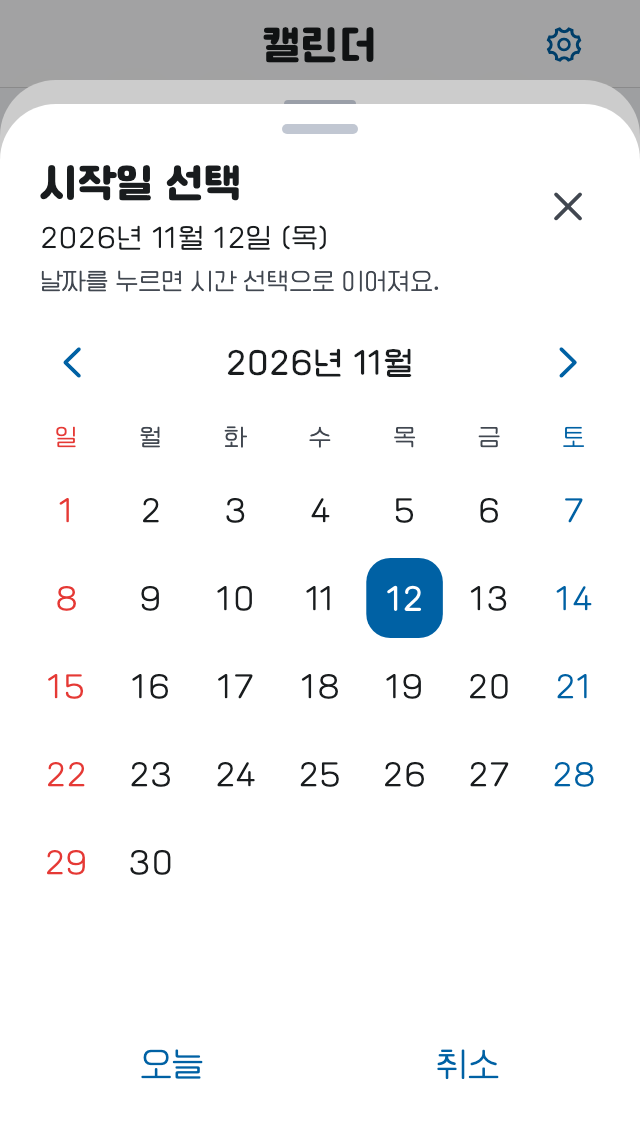 캘린더
시작일 선택
2026년 11월 12일 (목)
날짜를 누르면 시간 선택으로 이어져요.
2026년 11월
일 월 화 수 목 금 토
1 2 3 4 5 6 7
8 9 10 11 12 13 14
15 16 17 18 19 20 21
22 23 24 25 26 27 28
29 30
오늘 취소